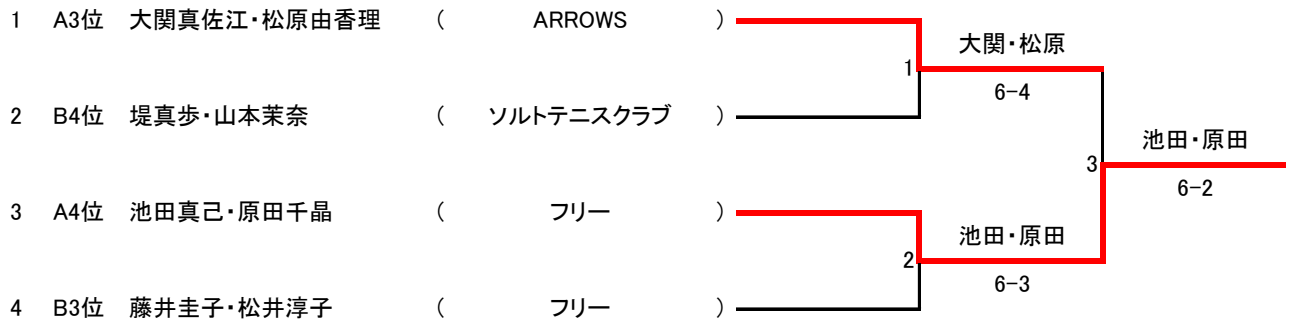 1 A3位 大関真佐江・松原由香理 ( ARROWS )
大関・松原
1
6-4
2 B4位 堤真歩・山本茉奈 ( ソルトテニスクラブ )
池田・原田
3
6-2
3 A4位 池田真己・原田千晶 ( フリー )
池田・原田
2
6-3
4 B3位 藤井圭子・松井淳子 ( フリー )